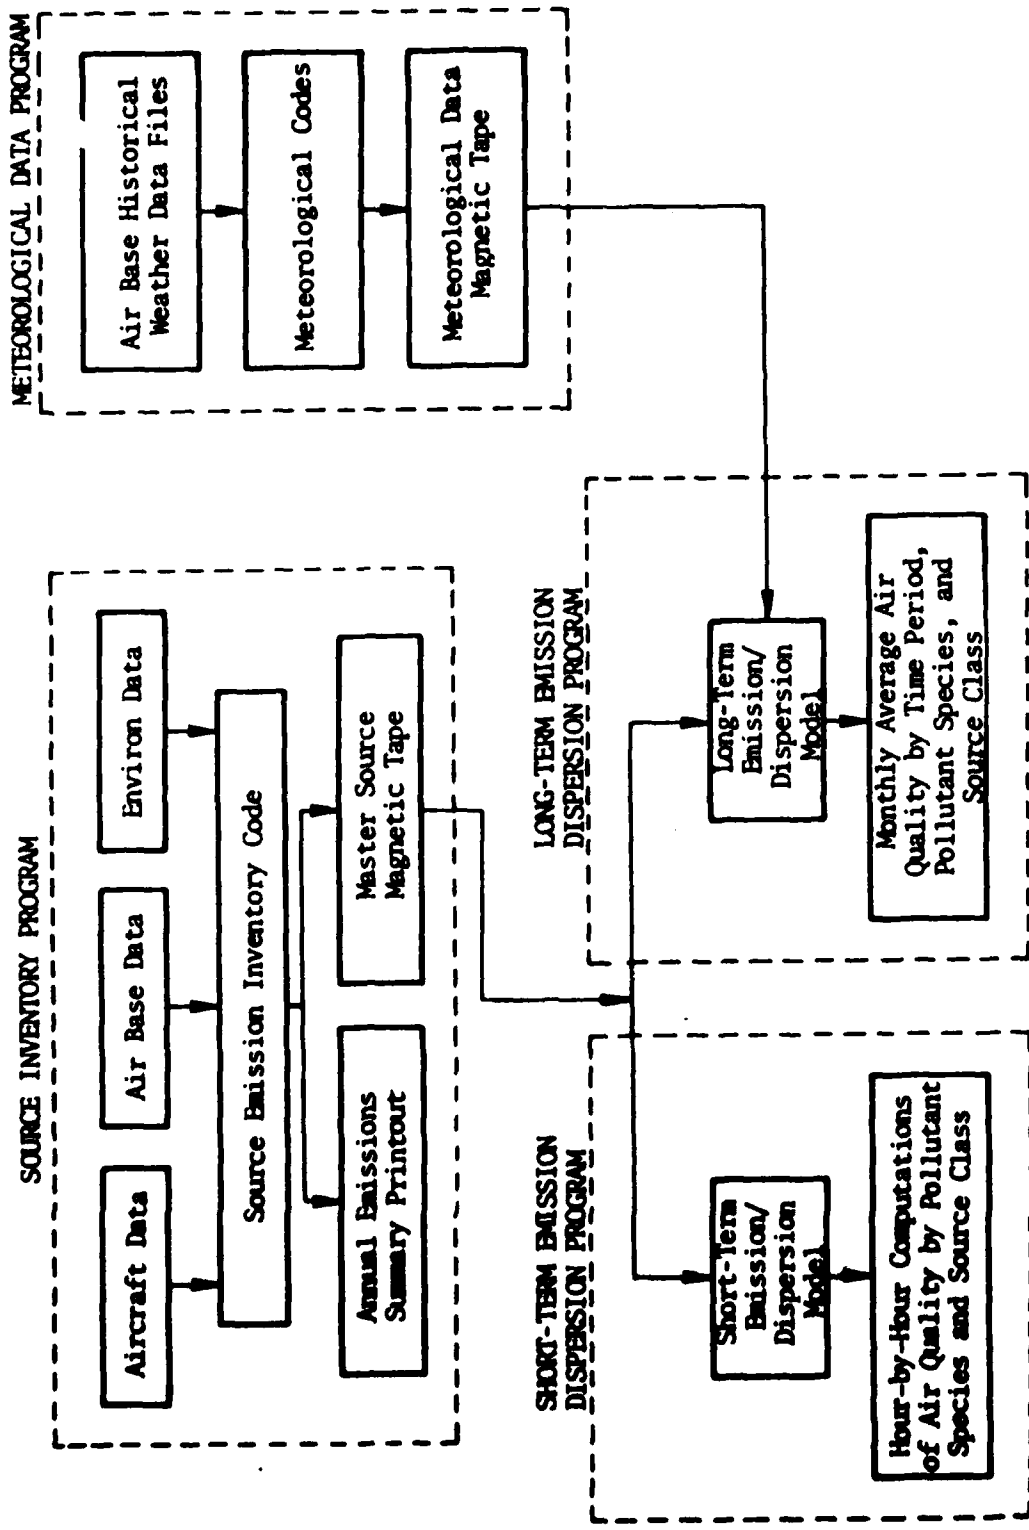 SOURCE INVENTORY PROGRAM
Aircraft Data
Air Base Data
Environ Data
Source Emission Inventory Code
Annual Emissions
Summary Printout
Master Source
Magnetic Tape
METEOROLOGICAL DATA PROGRAM
Air Base Historical
Weather Data Files
Meteorological Codes
Meteorological Data
Magnetic Tape
SHORT-TERM EMISSION
DISPERSION PROGRAM
Short-Term
Emission/
Dispersion
Model
Hour-by-Hour Computations
of Air Quality by Pollutant
Species and Source Class
LONG-TERM EMISSION
DISPERSION PROGRAM
Long-Term
Emission/
Dispersion
Model
Monthly Average Air
Quality by Time Period,
Pollutant Species, and
Source Class